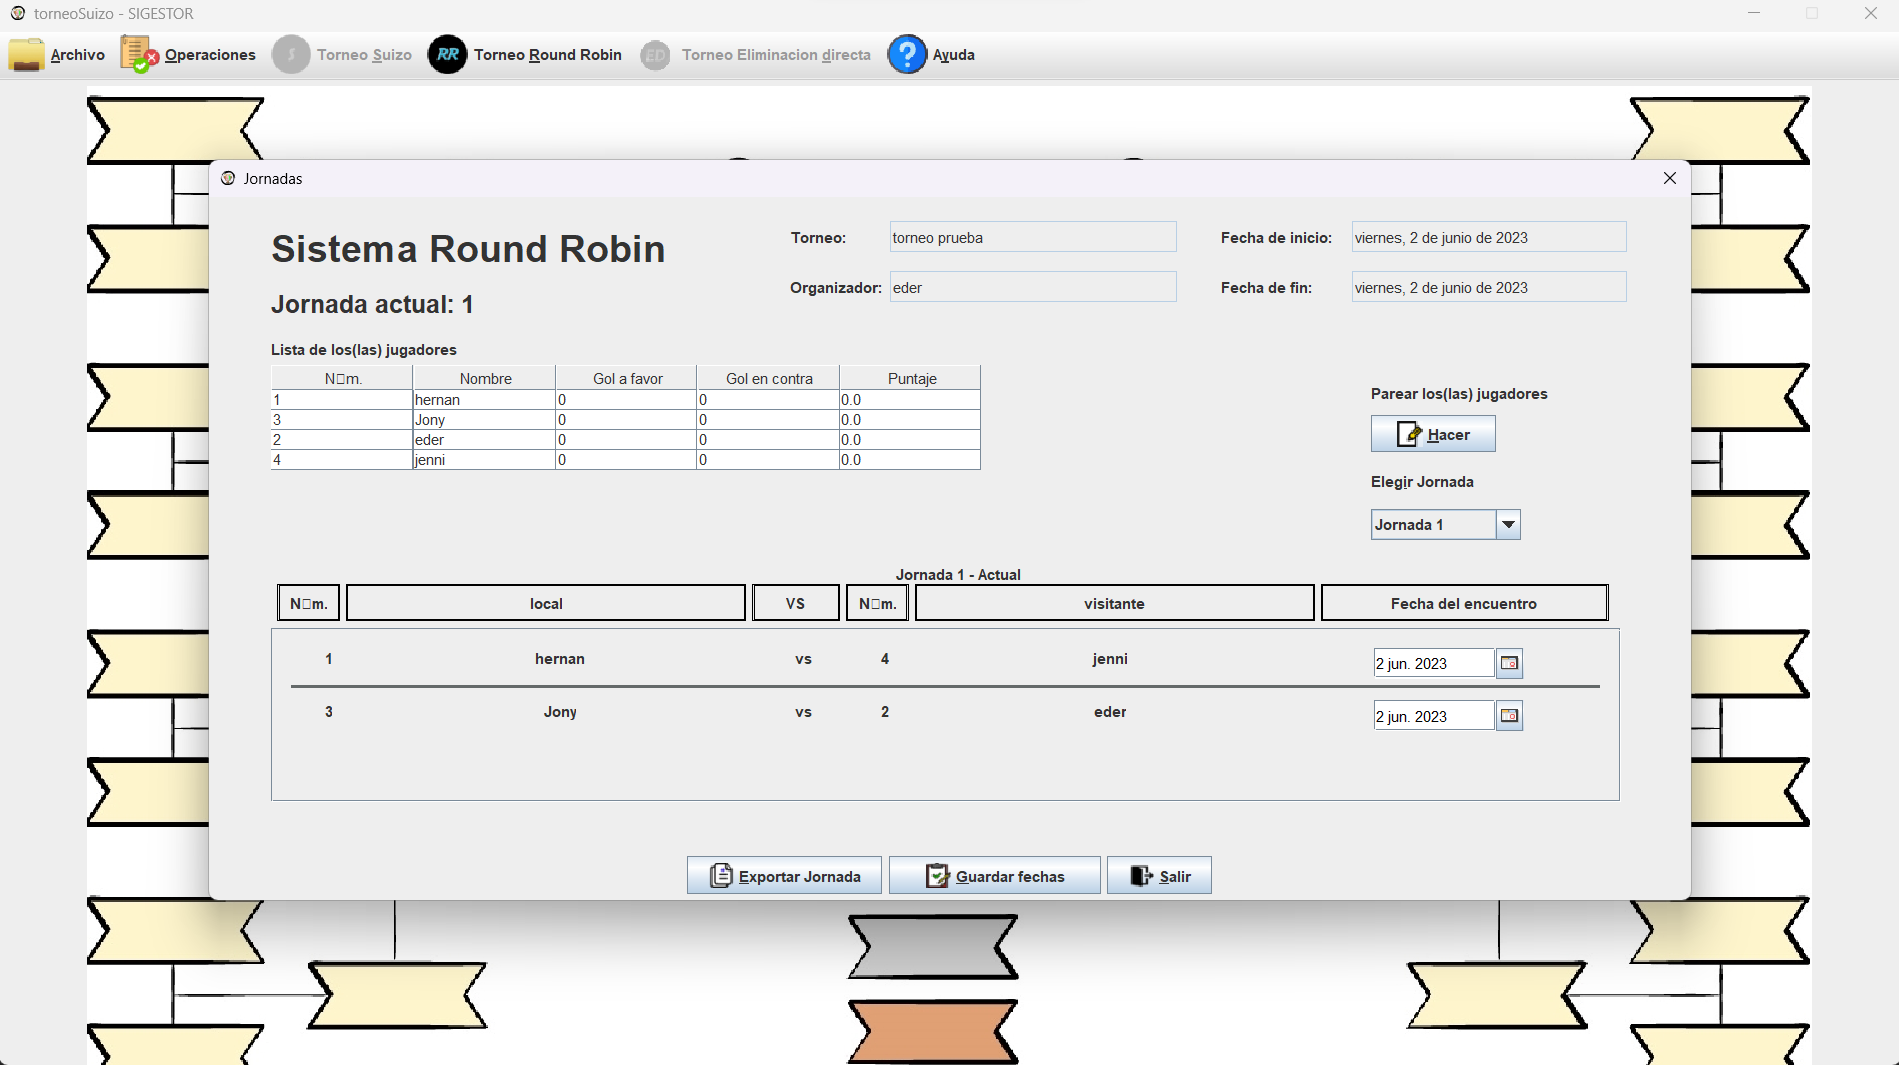 torneoSuizo - SIGESTOR
Archivo Operaciones S Torneo Suizo RR Torneo Round Robin ED Torneo Eliminacion directa ? Ayuda
Jornadas
Sistema Round Robin
Torneo: torneo prueba Fecha de inicio: viernes, 2 de junio de 2023
Organizador: eder Fecha de fin: viernes, 2 de junio de 2023
Jornada actual: 1
Lista de los(las) jugadores
N□m. Nombre Gol a favor Gol en contra Puntaje
1 hernan 0 0 0.0
3 Jony 0 0 0.0
2 eder 0 0 0.0
4 jenni 0 0 0.0
Parear los(las) jugadores
Hacer
Elegir Jornada
Jornada 1
Jornada 1 - Actual
N□m. local VS N□m. visitante Fecha del encuentro
1 hernan vs 4 jenni 2 jun. 2023
3 Jony vs 2 eder 2 jun. 2023
Exportar Jornada Guardar fechas Salir